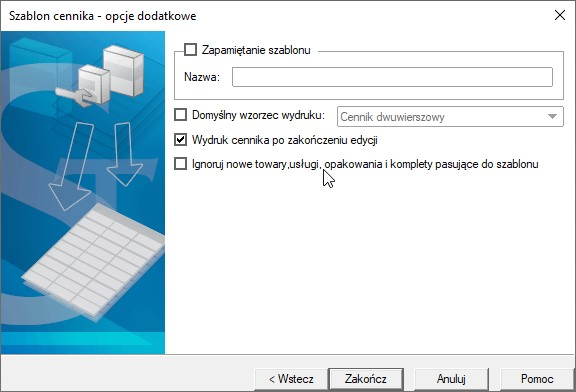 Szablon cennika - opcje dodatkowe
Zapamiętanie szablonu
Nazwa:
Domyślny wzorzec wydruku: Cennik dwuwierszowy
Wydruk cennika po zakończeniu edycji
Ignoruj nowe towary,usługi, opakowania i komplety pasujące do szablonu
< Wstecz Zakończ Anuluj Pomoc